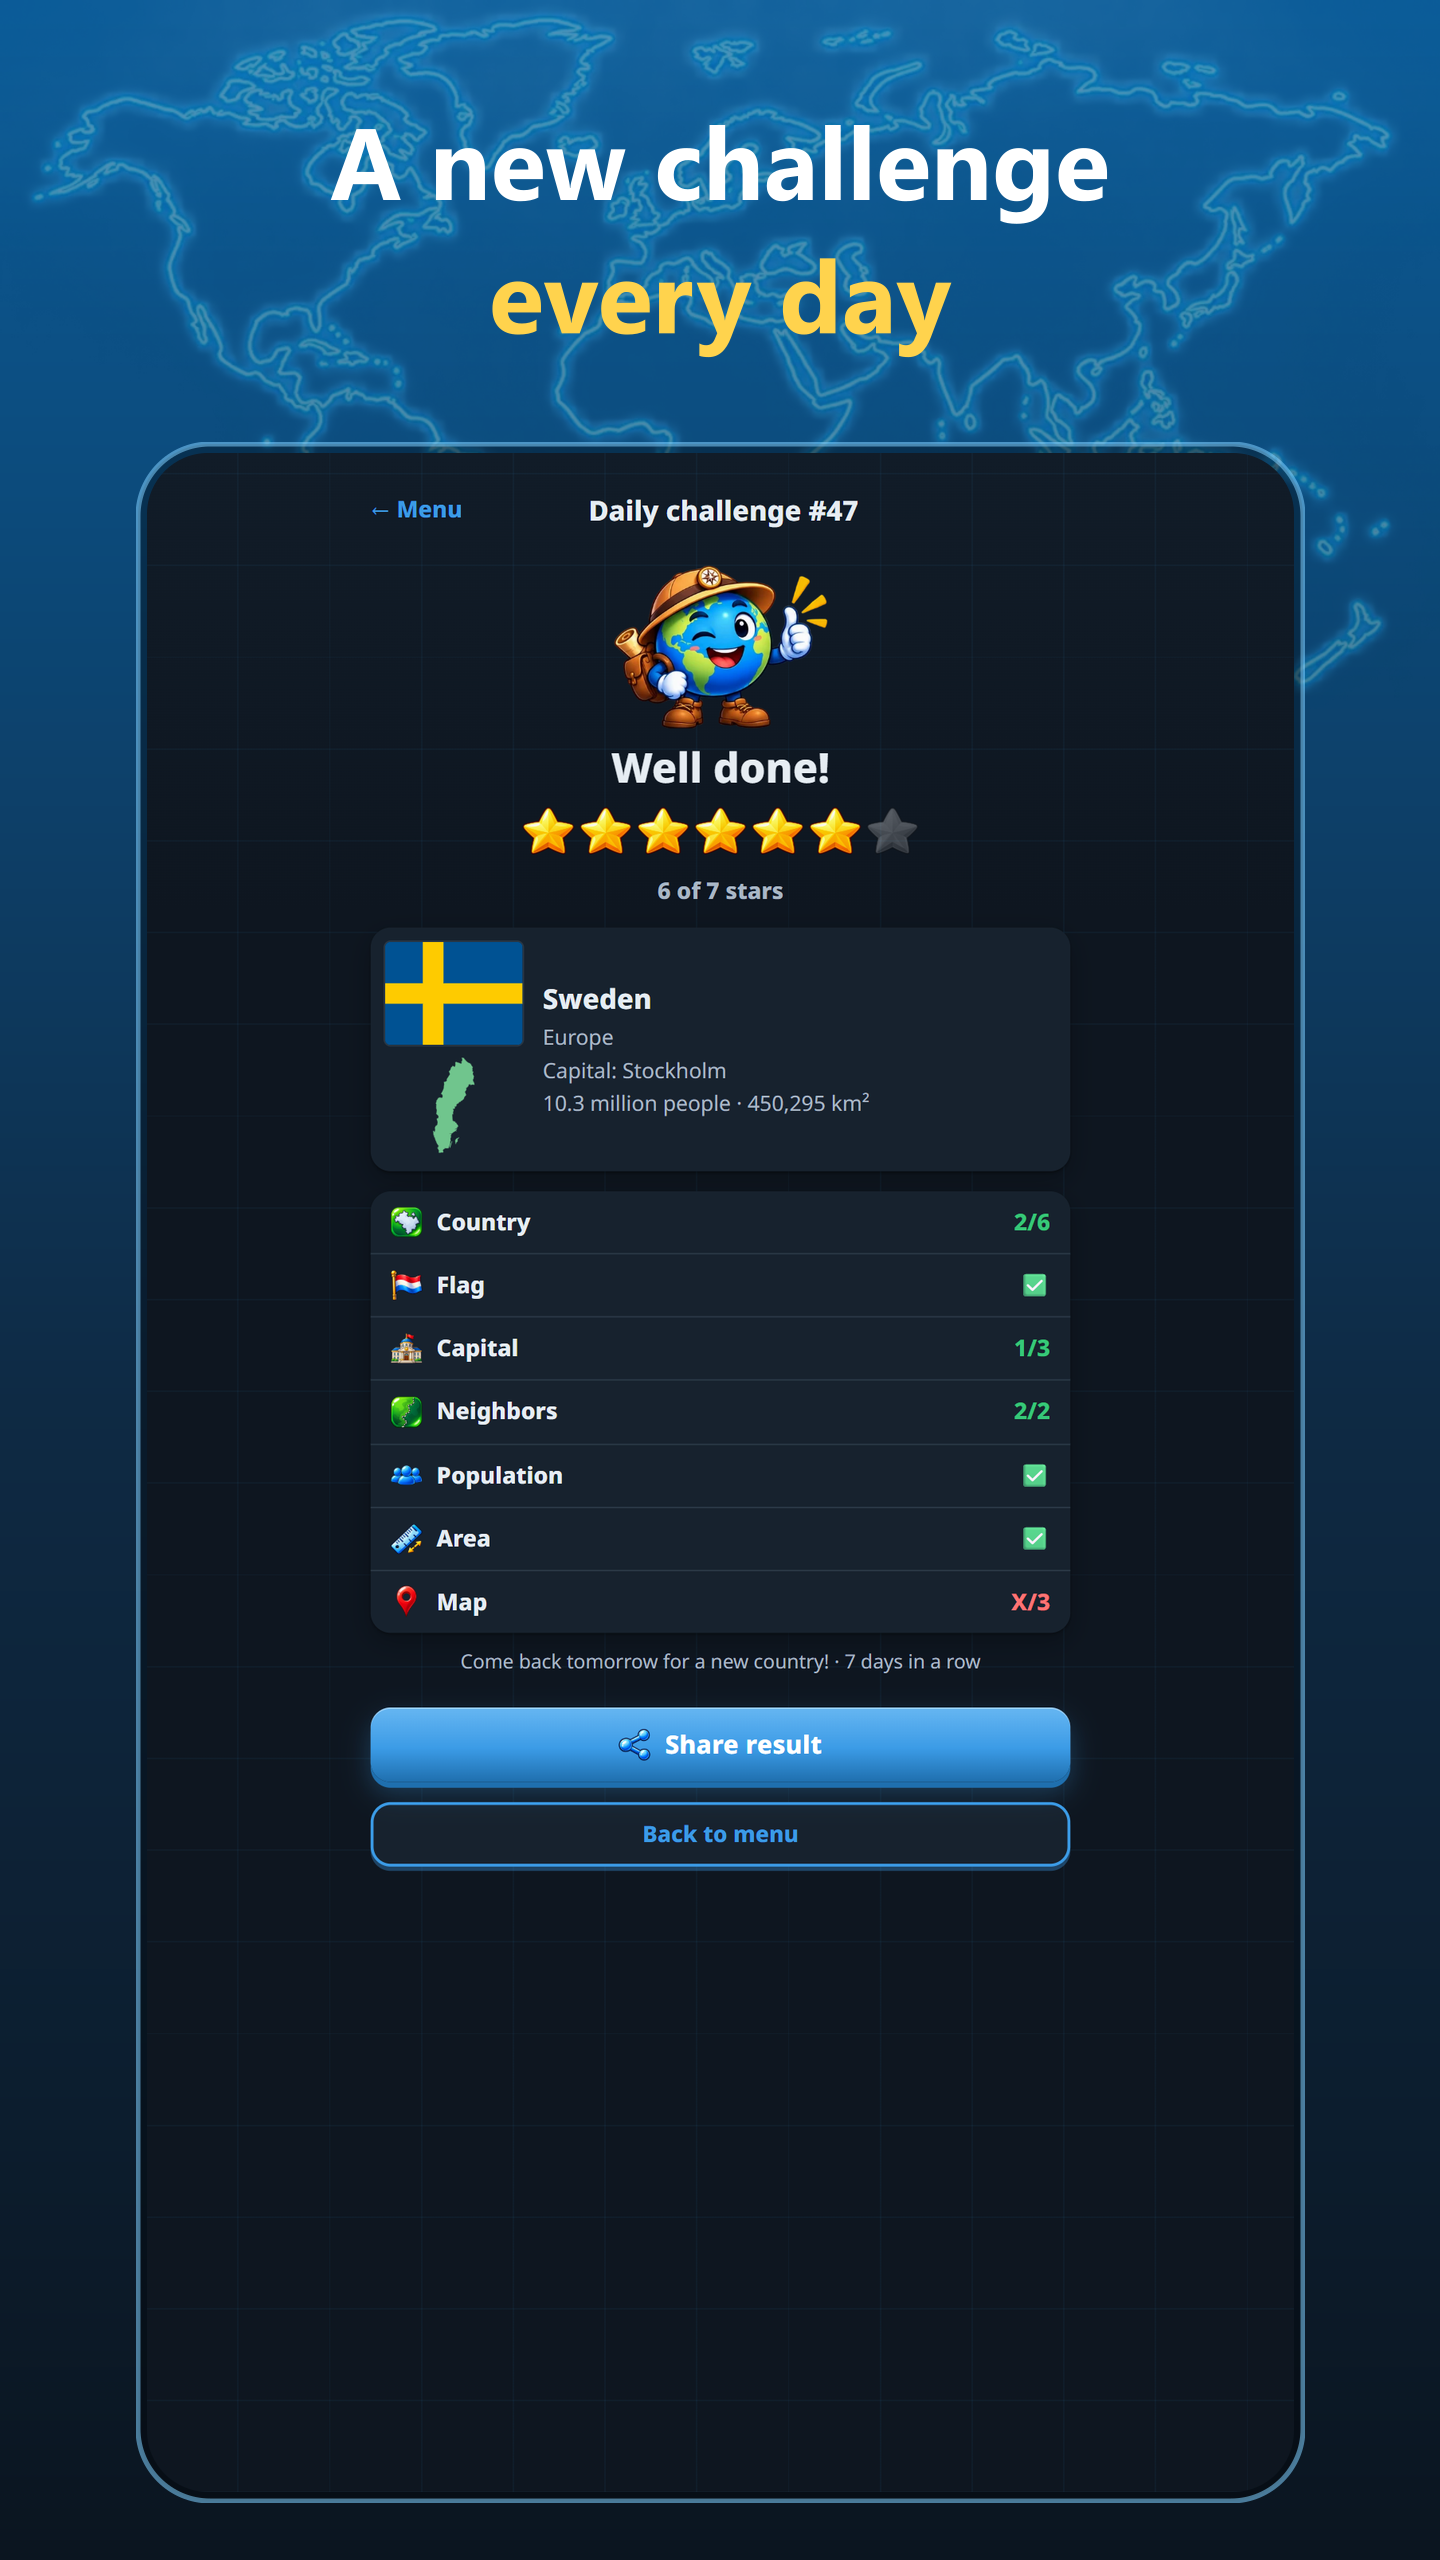 A new challenge
every day
← Menu
Daily challenge #47
Well done!
6 of 7 stars
Sweden
Europe
Capital: Stockholm
10.3 million people · 450,295 km²
Country 2/6
Flag
Capital 1/3
Neighbors 2/2
Population
Area
Map X/3
Come back tomorrow for a new country! · 7 days in a row
Share result
Back to menu